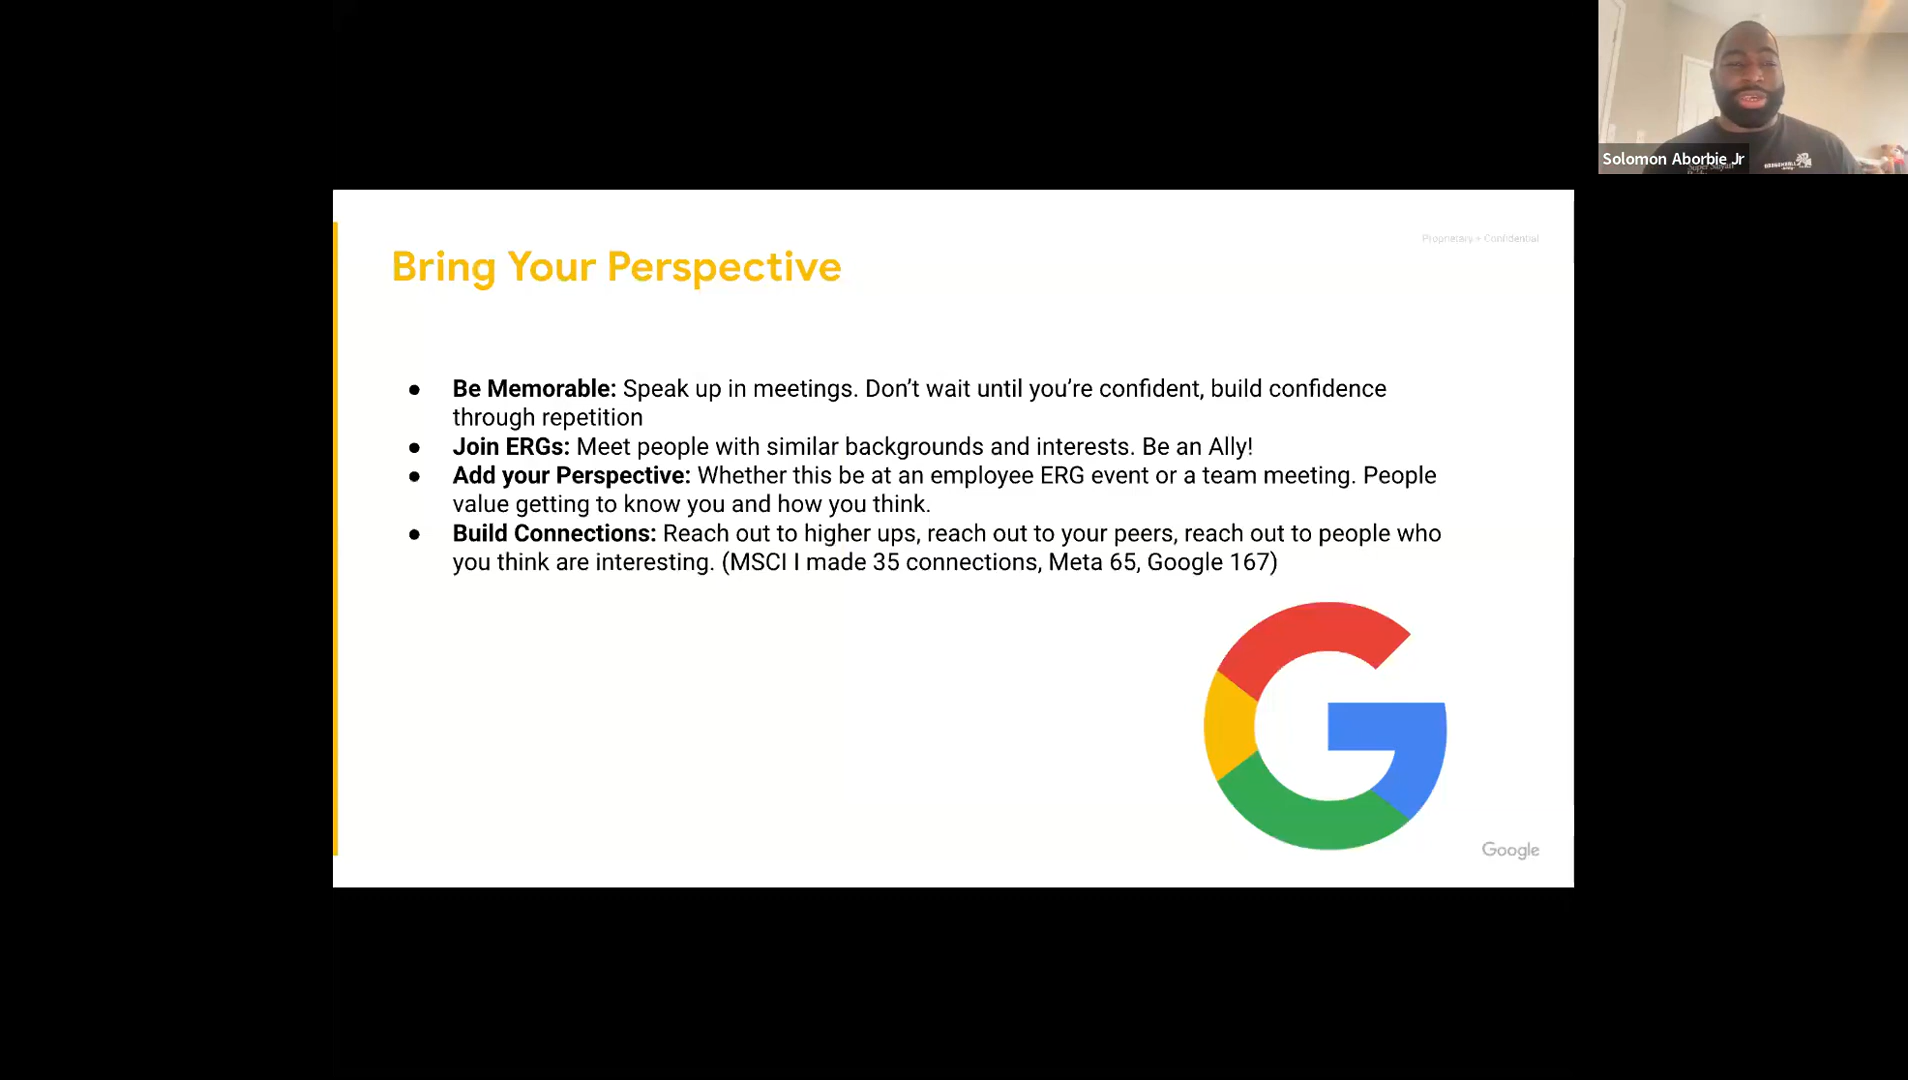 Solomon Aborbie Jr
Proprietary + Confidential
Bring Your Perspective
● Be Memorable: Speak up in meetings. Don’t wait until you’re confident, build confidence
through repetition
● Join ERGs: Meet people with similar backgrounds and interests. Be an Ally!
● Add your Perspective: Whether this be at an employee ERG event or a team meeting. People
value getting to know you and how you think.
● Build Connections: Reach out to higher ups, reach out to your peers, reach out to people who
you think are interesting. (MSCI I made 35 connections, Meta 65, Google 167)
Google